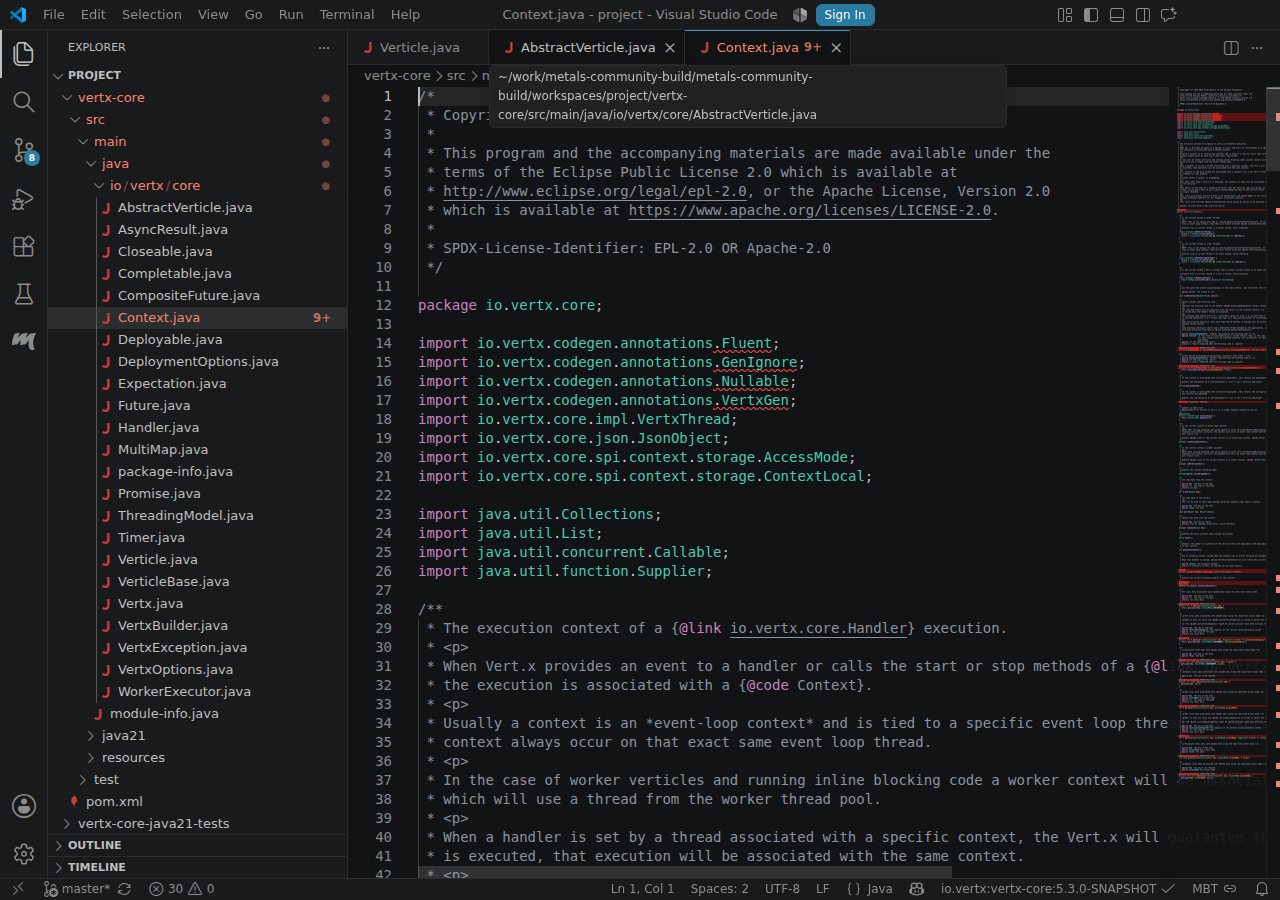 File Edit Selection View Go Run Terminal Help Context.java - project - Visual Studio Code Sign In
EXPLORER
Verticle.java AbstractVerticle.java Context.java 9+
PROJECT
vertx-core
src
main
java
io/vertx/core
AbstractVerticle.java
AsyncResult.java
Closeable.java
Completable.java
CompositeFuture.java
Context.java 9+
Deployable.java
DeploymentOptions.java
Expectation.java
Future.java
Handler.java
MultiMap.java
package-info.java
Promise.java
ThreadingModel.java
Timer.java
Verticle.java
VerticleBase.java
Vertx.java
VertxBuilder.java
VertxException.java
VertxOptions.java
WorkerExecutor.java
module-info.java
java21
resources
test
pom.xml
vertx-core-java21-tests
OUTLINE
TIMELINE
8
vertx-core > src >
~/work/metals-community-build/metals-community-
build/workspaces/project/vertx-
core/src/main/java/io/vertx/core/AbstractVerticle.java
1 /*
2 *
3 *
4 * This program and the accompanying materials are made available under the
5 * terms of the Eclipse Public License 2.0 which is available at
6 * http://www.eclipse.org/legal/epl-2.0, or the Apache License, Version 2.0
7 * which is available at https://www.apache.org/licenses/LICENSE-2.0.
8 *
9 * SPDX-License-Identifier: EPL-2.0 OR Apache-2.0
10 */
11
12 package io.vertx.core;
13
14 import io.vertx.codegen.annotations.Fluent;
15 import io.vertx.codegen.annotations.GenIgnore;
16 import io.vertx.codegen.annotations.Nullable;
17 import io.vertx.codegen.annotations.VertxGen;
18 import io.vertx.core.impl.VertxThread;
19 import io.vertx.core.json.JsonObject;
20 import io.vertx.core.spi.context.storage.AccessMode;
21 import io.vertx.core.spi.context.storage.ContextLocal;
22
23 import java.util.Collections;
24 import java.util.List;
25 import java.util.concurrent.Callable;
26 import java.util.function.Supplier;
27
28 /**
29 * The execution context of a {@link io.vertx.core.Handler} execution.
30 * <p>
31 * When Vert.x provides an event to a handler or calls the start or stop methods of a {@l
32 * the execution is associated with a {@code Context}.
33 * <p>
34 * Usually a context is an *event-loop context* and is tied to a specific event loop thre
35 * context always occur on that exact same event loop thread.
36 * <p>
37 * In the case of worker verticles and running inline blocking code a worker context will
38 * which will use a thread from the worker thread pool.
39 * <p>
40 * When a handler is set by a thread associated with a specific context, the Vert.x will guarantee
41 * is executed, that execution will be associated with the same context.
42 * <p>
master* 30 0 Ln 1, Col 1 Spaces: 2 UTF-8 LF { } Java io.vertx:vertx-core:5.3.0-SNAPSHOT MBT